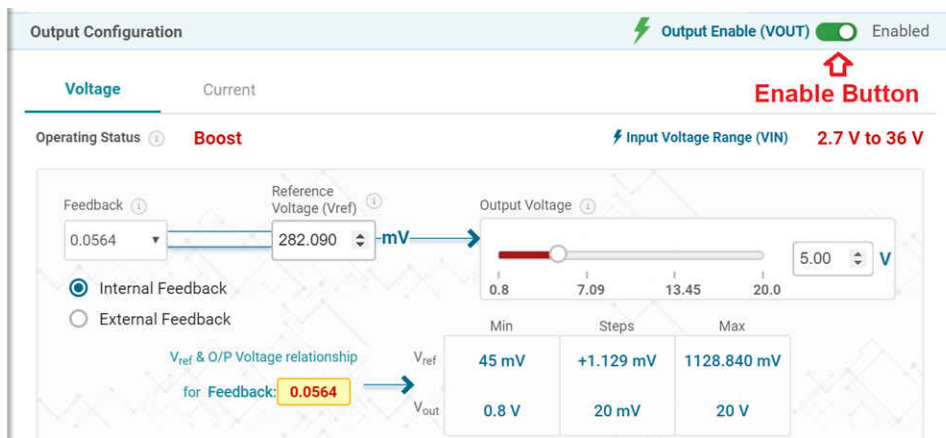 Output Configuration
Output Enable (VOUT) Enabled
Enable Button
Voltage Current
Operating Status Boost Input Voltage Range (VIN) 2.7 V to 36 V
Feedback
Reference
Voltage (Vref)
Output Voltage
0.0564 282.090 mV
5.00 V
0.8 7.09 13.45 20.0
Internal Feedback
External Feedback
Min Steps Max
Vref & O/P Voltage relationship
for Feedback: 0.0564
Vref 45 mV +1.129 mV 1128.840 mV
Vout 0.8 V 20 mV 20 V